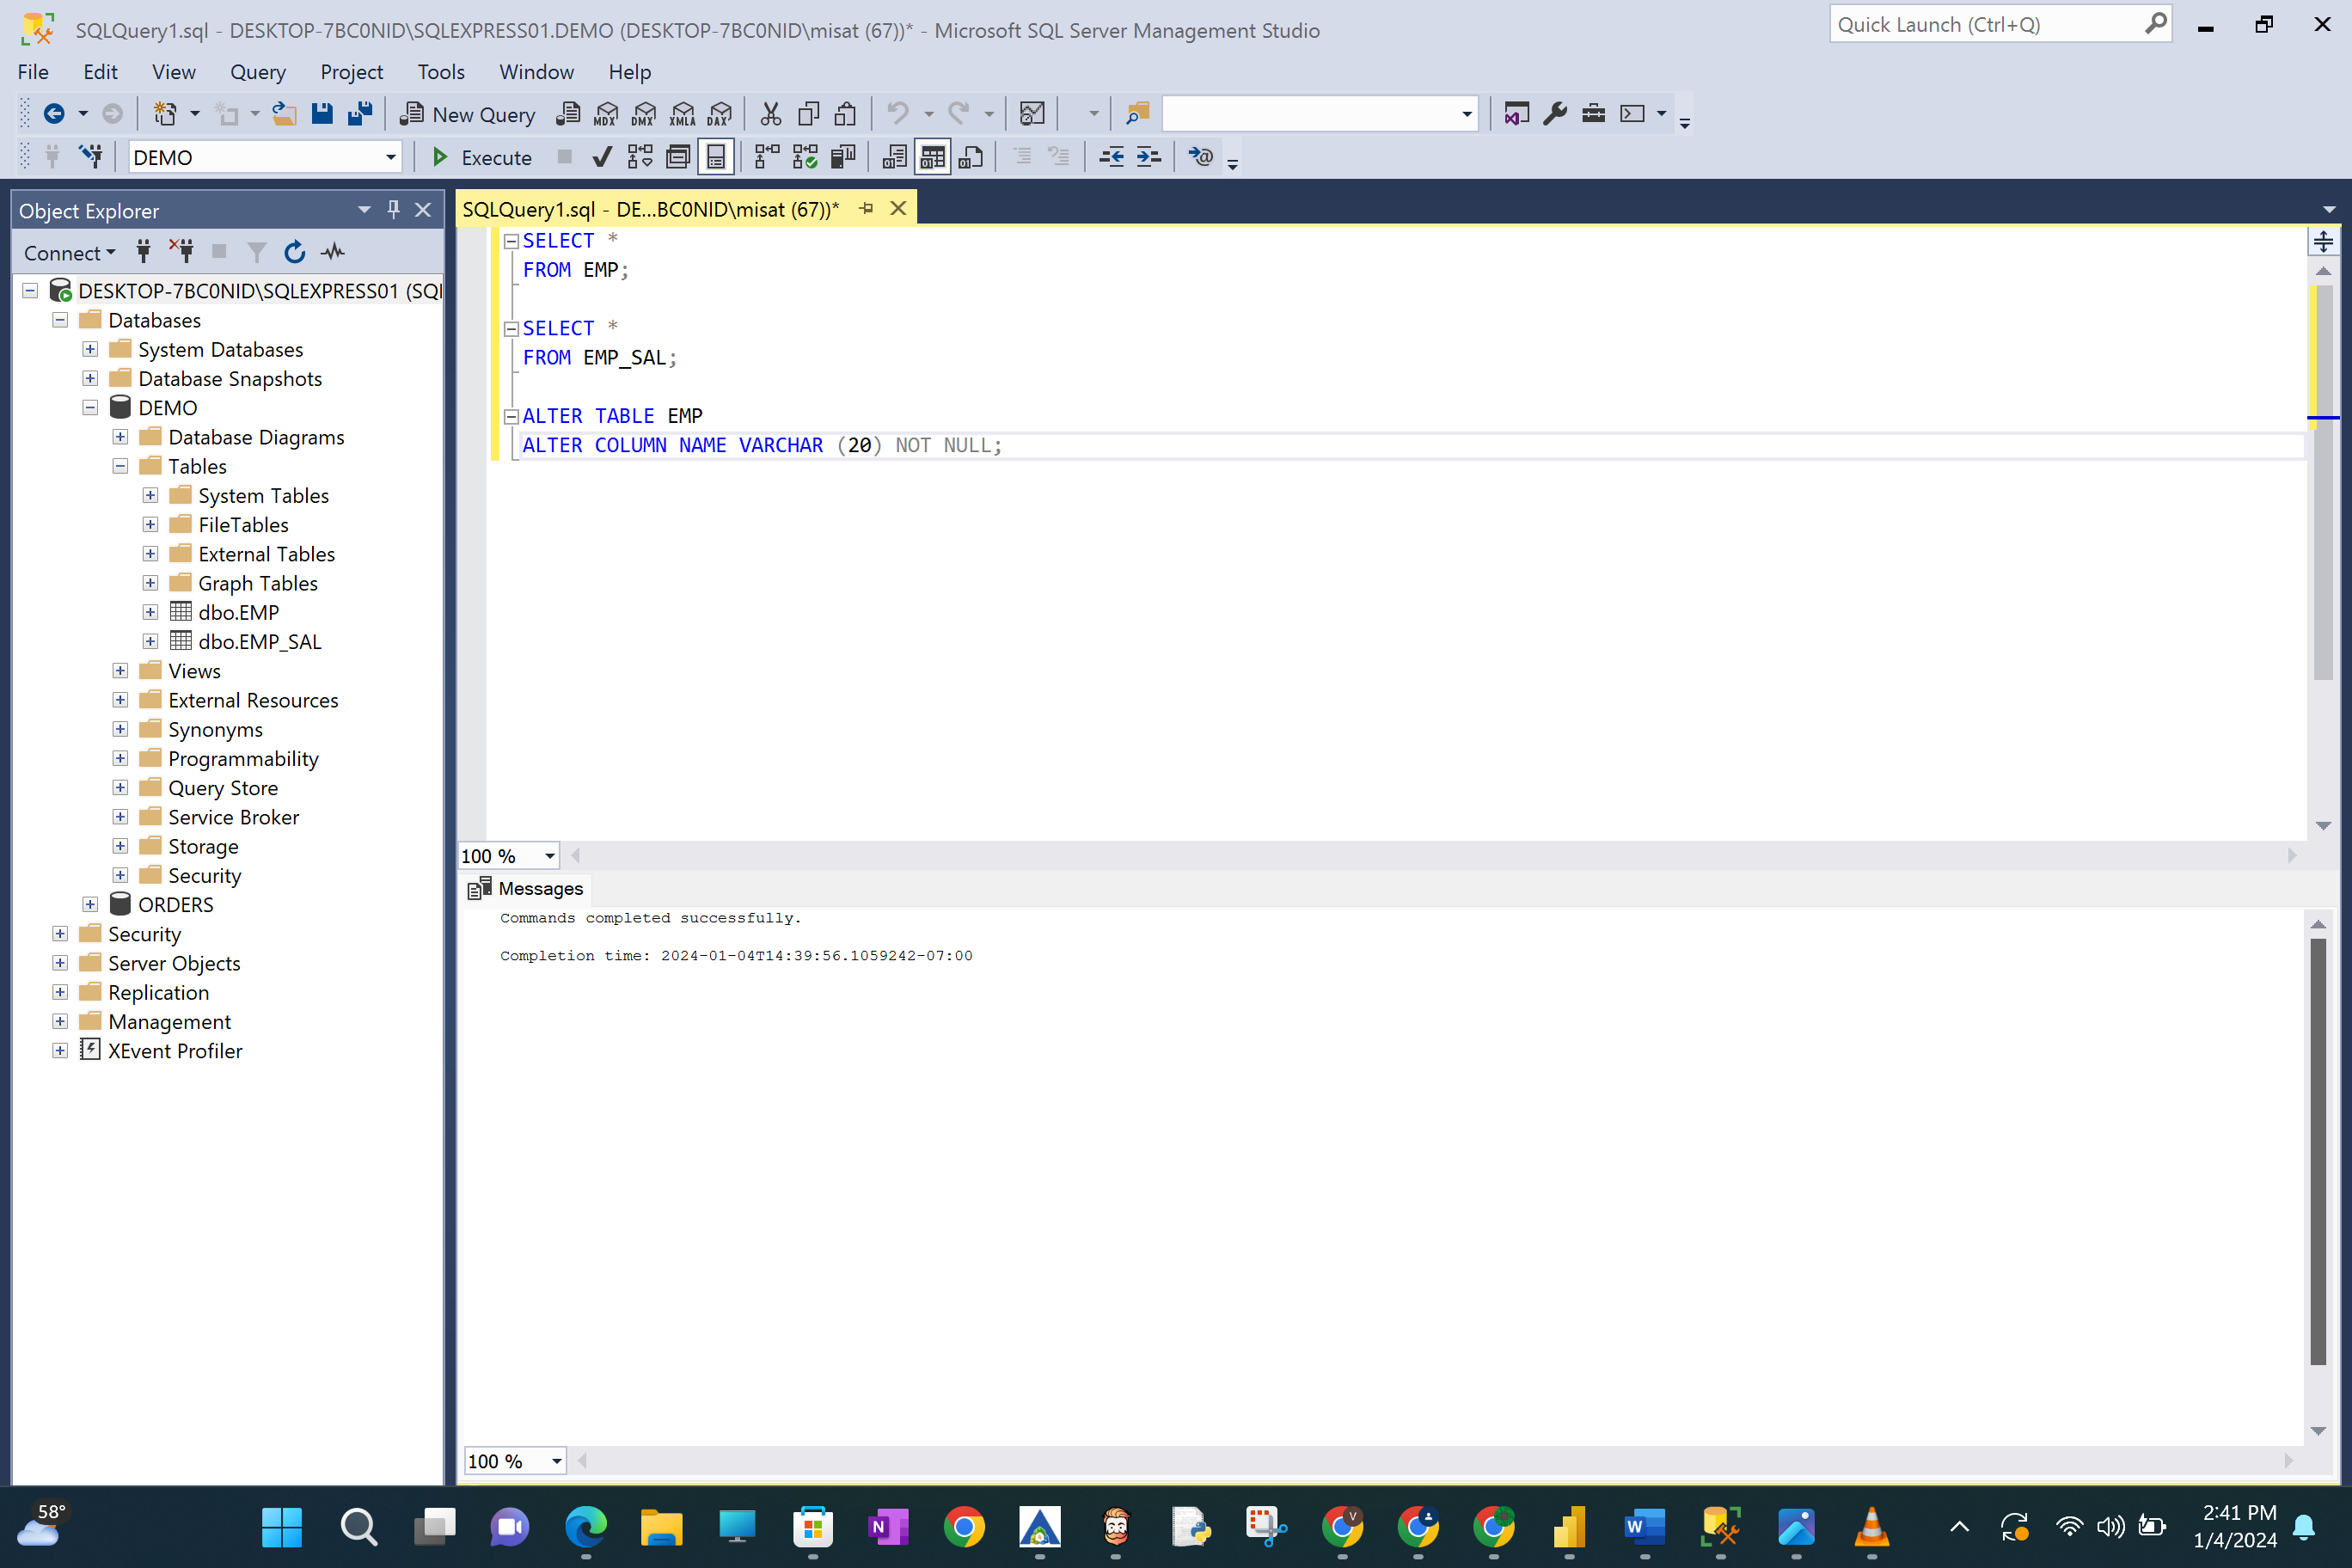 SQLQuery1.sql - DESKTOP-7BC0NID\SQLEXPRESS01.DEMO (DESKTOP-7BC0NID\misat (67))* - Microsoft SQL Server Management Studio
Quick Launch (Ctrl+Q)
File Edit View Query Project Tools Window Help
New Query MDX DMX XMLA DAX
DEMO Execute
Object Explorer
Connect
DESKTOP-7BC0NID\SQLEXPRESS01 (SQ
Databases
System Databases
Database Snapshots
DEMO
Database Diagrams
Tables
System Tables
FileTables
External Tables
Graph Tables
dbo.EMP
dbo.EMP_SAL
Views
External Resources
Synonyms
Programmability
Query Store
Service Broker
Storage
Security
ORDERS
Security
Server Objects
Replication
Management
XEvent Profiler
SQLQuery1.sql - DE...BC0NID\misat (67))*
SELECT *
FROM EMP;
SELECT *
FROM EMP_SAL;
ALTER TABLE EMP
ALTER COLUMN NAME VARCHAR (20) NOT NULL;
100 %
Messages
Commands completed successfully.
Completion time: 2024-01-04T14:39:56.1059242-07:00
100 %
58°
N
V
W
2:41 PM
1/4/2024